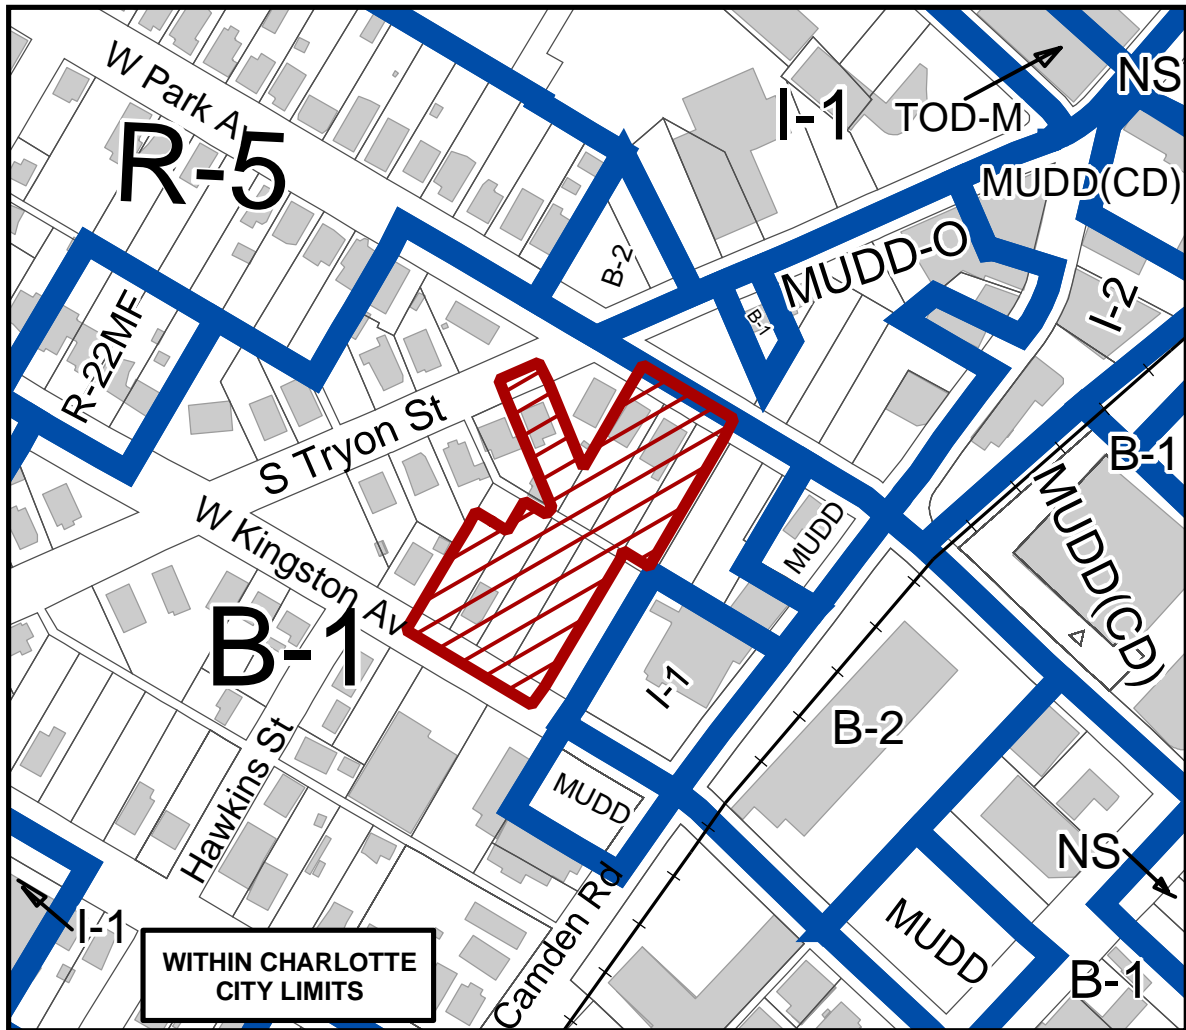 W Park A
R-5
I-1
TOD-M
NS
MUDD(CD)
B-2
MUDD-O
B-1
I-2
R-22MF
S Tryon St
B-1
MUDD
MUDD(CD)
W Kingston Av
B-1
I-1
B-2
Hawkins St
MUDD
NS
Camden Rd
MUDD
I-1
B-1
WITHIN CHARLOTTE
CITY LIMITS